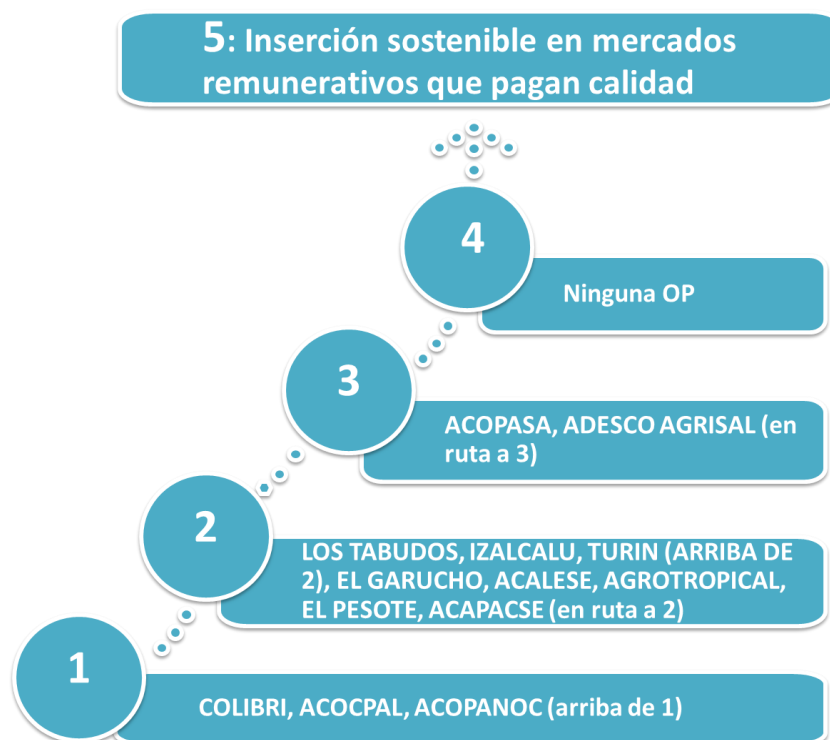 5: Inserción sostenible en mercados
remunerativos que pagan calidad
4
Ninguna OP
3
ACOPASA, ADESCO AGRISAL (en
ruta a 3)
2
LOS TABUDOS, IZALCALU, TURIN (ARRIBA DE
2), EL GARUCHO, ACALESE, AGROTROPICAL,
EL PESOTE, ACAPACSE (en ruta a 2)
1
COLIBRI, ACOCPAL, ACOPANOC (arriba de 1)